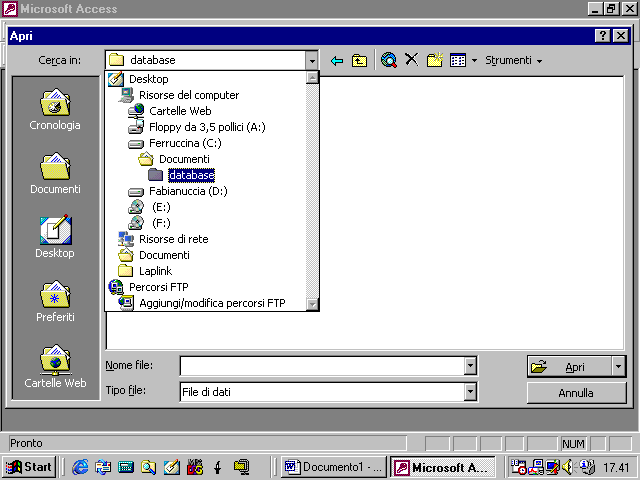 Microsoft Access
Apri
Cerca in:
database
Strumenti
Desktop
Risorse del computer
Cartelle Web
Floppy da 3,5 pollici (A:)
Ferruccina (C:)
Documenti
database
Fabianuccia (D:)
(E:)
(F:)
Risorse di rete
Documenti
Laplink
Percorsi FTP
Aggiungi/modifica percorsi FTP
Cronologia
Documenti
Desktop
Preferiti
Cartelle Web
Nome file:
Apri
Tipo file:
File di dati
Annulla
Pronto
NUM
Start
Documento1 - ...
Microsoft A...
17.41